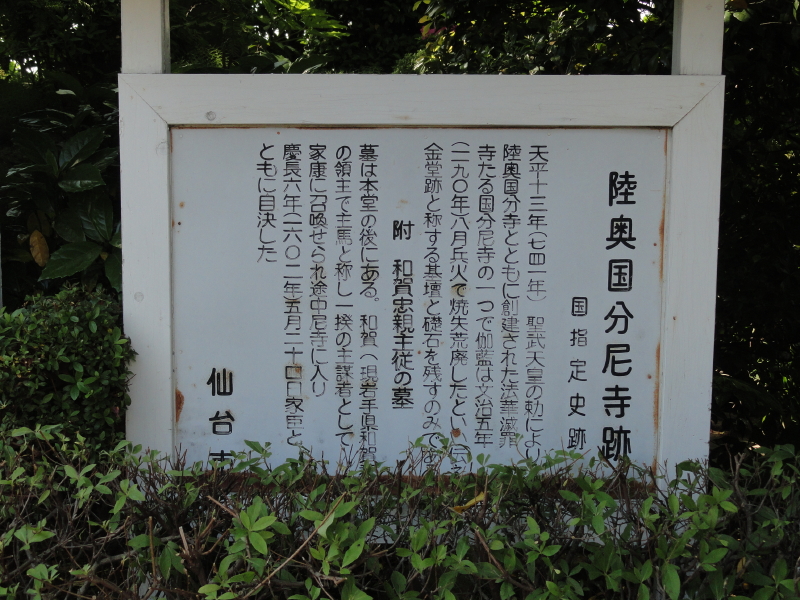 陸奥国分尼寺跡
国指定史跡
天平十三年(七四一年) 聖武天皇の勅により
陸奥国分寺とともに創建された法華滅罪
寺たる国分尼寺の一つで伽藍は文治五年
(一一九〇年)八月兵火で焼失荒廃したといい
金堂跡と称する基壇と礎石を残すのみで
附 和賀忠親主従の墓
墓は本堂の後にある。和賀(現岩手県和賀
の領主で主馬と称し一揆の主謀者として
家康に召喚せられ途中尼寺に入り
慶長六年(一六〇二年)五月二十四日家臣と
ともに自決した
仙台市